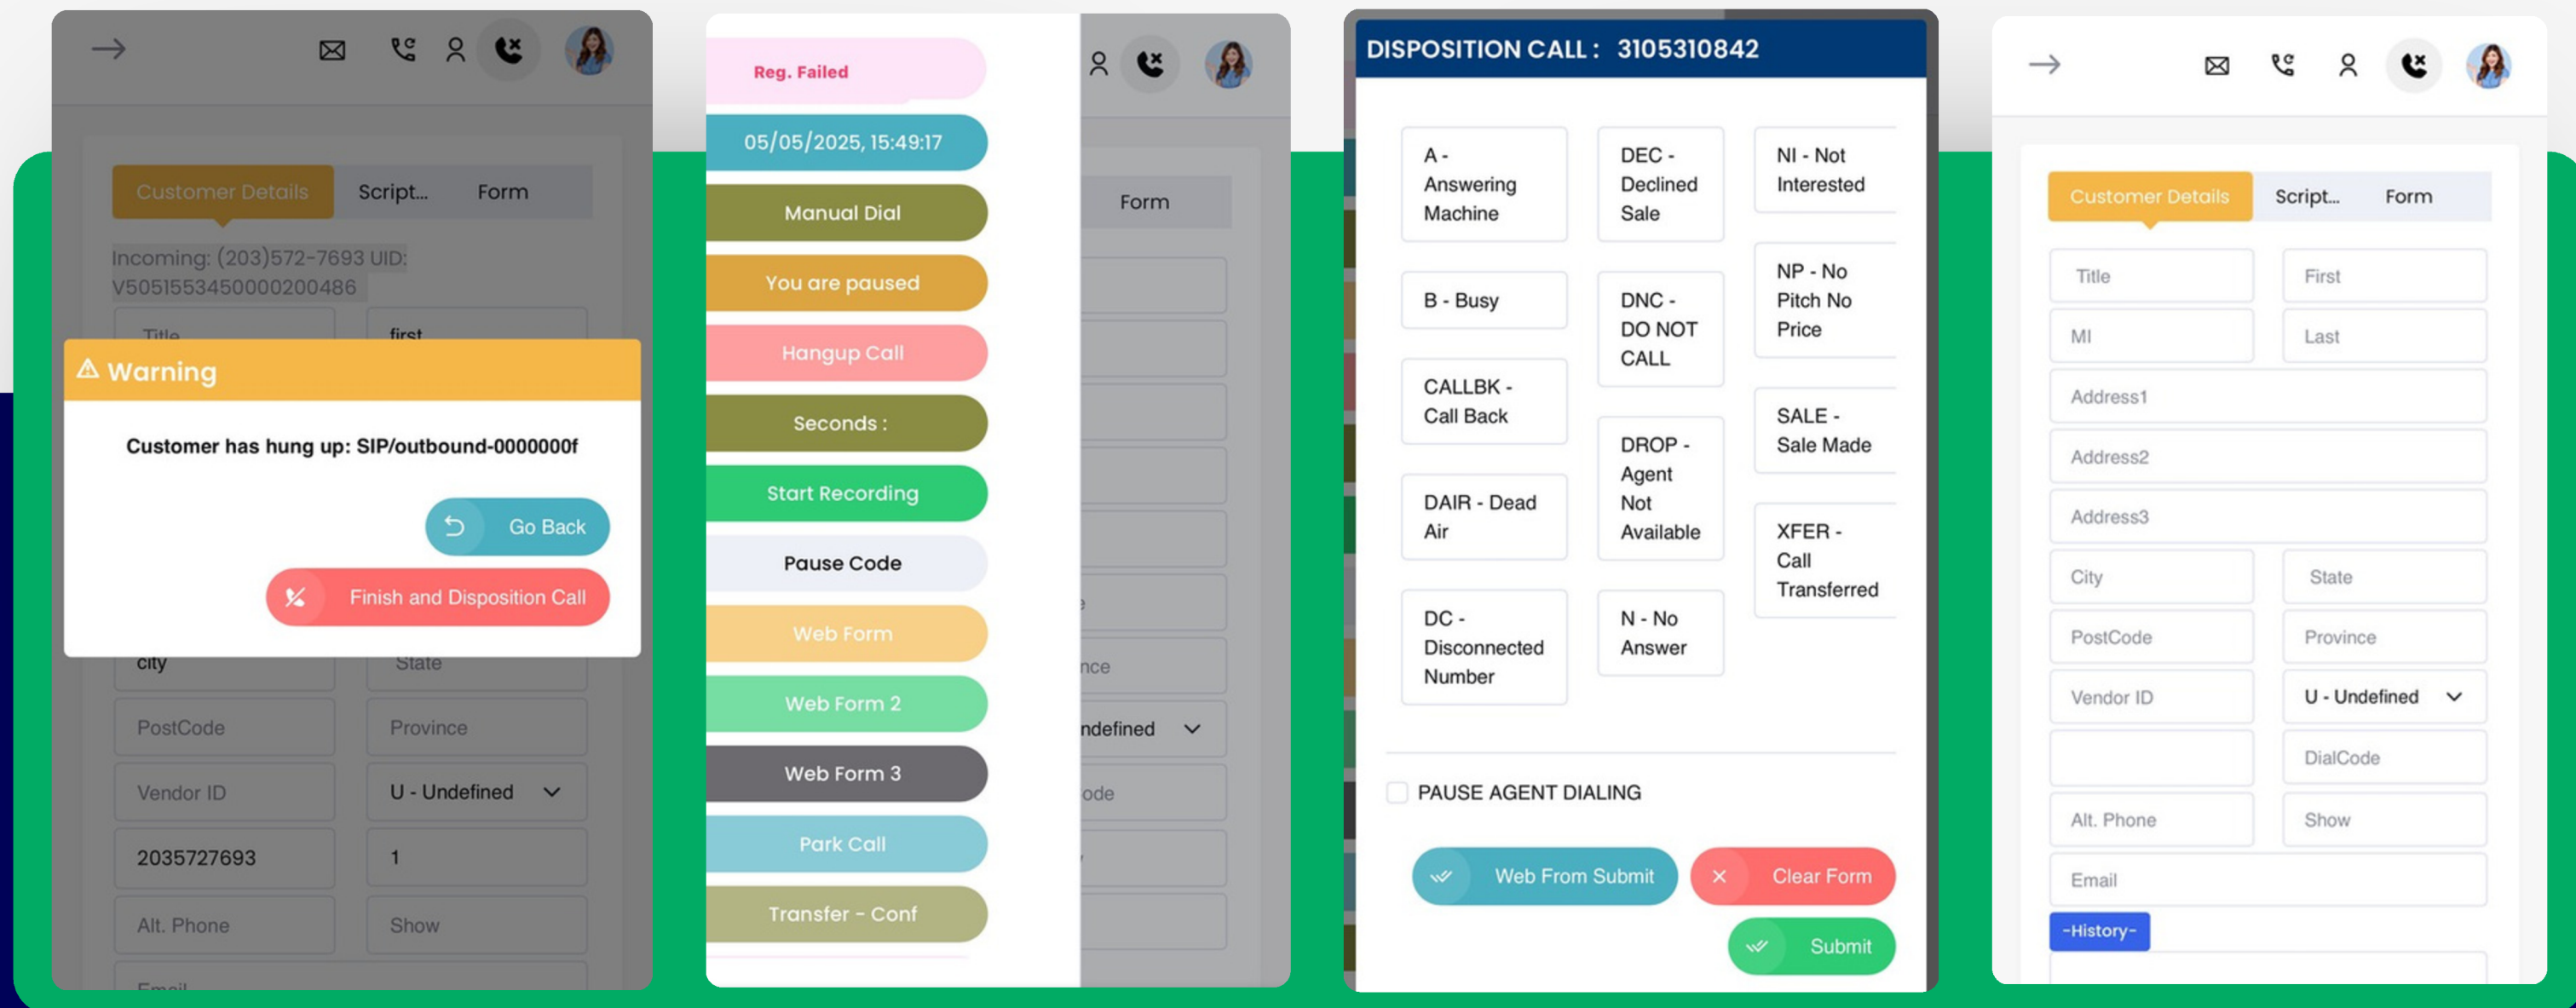 Customer Details
Script...
Form
Incoming: (203)572-7693 UID:
V5051553450000200486
Title
first
Warning
Customer has hung up: SIP/outbound-0000000f
Go Back
Finish and Disposition Call
city
State
PostCode
Province
Vendor ID
U - Undefined
2035727693
1
Alt. Phone
Show
Email
Reg. Failed
05/05/2025, 15:49:17
Manual Dial
You are paused
Hangup Call
Seconds :
Start Recording
Pause Code
Web Form
Web Form 2
Web Form 3
Park Call
Transfer - Conf
Form
nce
ndefined
ode
DISPOSITION CALL : 3105310842
A -
Answering
Machine
B - Busy
CALLBK -
Call Back
DAIR - Dead
Air
DC -
Disconnected
Number
DEC -
Declined
Sale
DNC -
DO NOT
CALL
DROP -
Agent
Not
Available
N - No
Answer
NI - Not
Interested
NP - No
Pitch No
Price
SALE -
Sale Made
XFER -
Call
Transferred
PAUSE AGENT DIALING
Web From Submit
Clear Form
Submit
Customer Details
Script...
Form
Title
First
MI
Last
Address1
Address2
Address3
City
State
PostCode
Province
Vendor ID
U - Undefined
DialCode
Alt. Phone
Show
Email
-History-